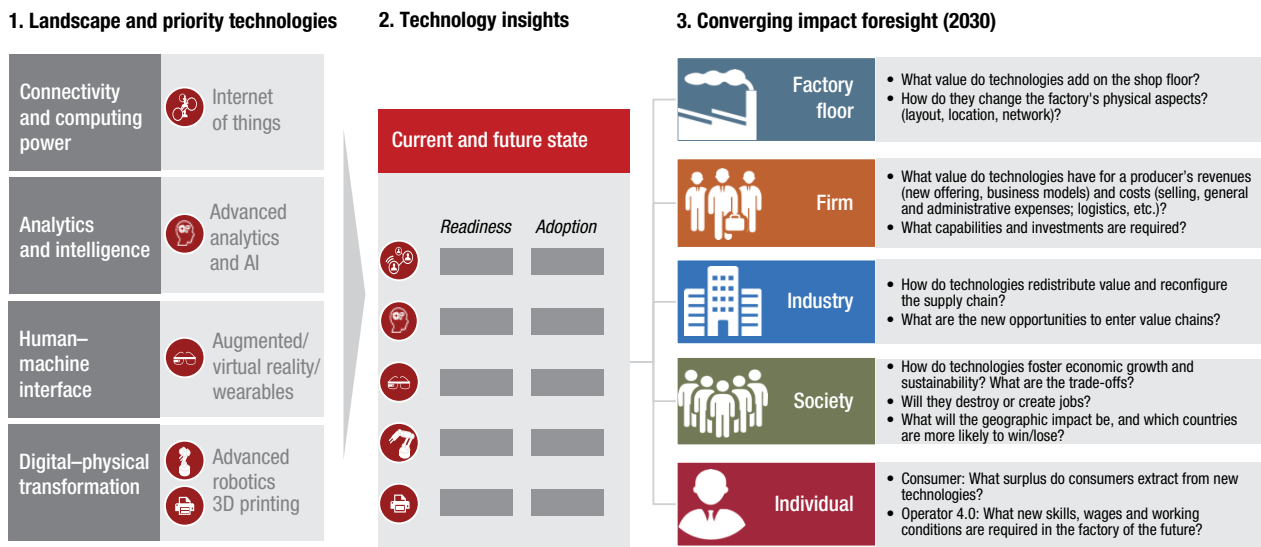 1. Landscape and priority technologies
Connectivity
and computing
power
Internet
of things
Analytics
and intelligence
Advanced
analytics
and AI
Human–
machine
interface
Augmented/
virtual reality/
wearables
Digital–physical
transformation
Advanced
robotics
3D printing
2. Technology insights
Current and future state
Readiness Adoption
3. Converging impact foresight (2030)
Factory
floor
• What value do technologies add on the shop floor?
• How do they change the factory's physical aspects?
(layout, location, network)?
Firm
• What value do technologies have for a producer's revenues
(new offering, business models) and costs (selling, general
and administrative expenses; logistics, etc.)?
• What capabilities and investments are required?
Industry
• How do technologies redistribute value and reconfigure
the supply chain?
• What are the new opportunities to enter value chains?
Society
• How do technologies foster economic growth and
sustainability? What are the trade-offs?
• Will they destroy or create jobs?
• What will the geographic impact be, and which countries
are more likely to win/lose?
Individual
• Consumer: What surplus do consumers extract from new
technologies?
• Operator 4.0: What new skills, wages and working
conditions are required in the factory of the future?